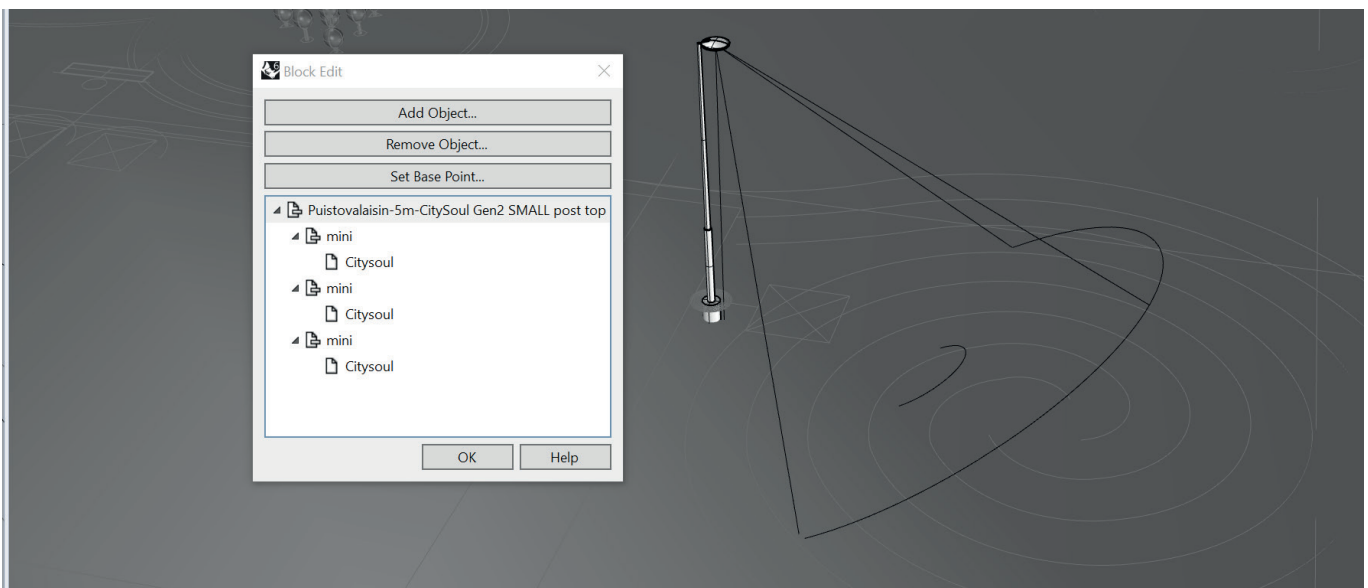 Block Edit
Add Object...
Remove Object...
Set Base Point...
Puistovalaisin-5m-CitySoul Gen2 SMALL post top
mini
Citysoul
mini
Citysoul
mini
Citysoul
OK
Help